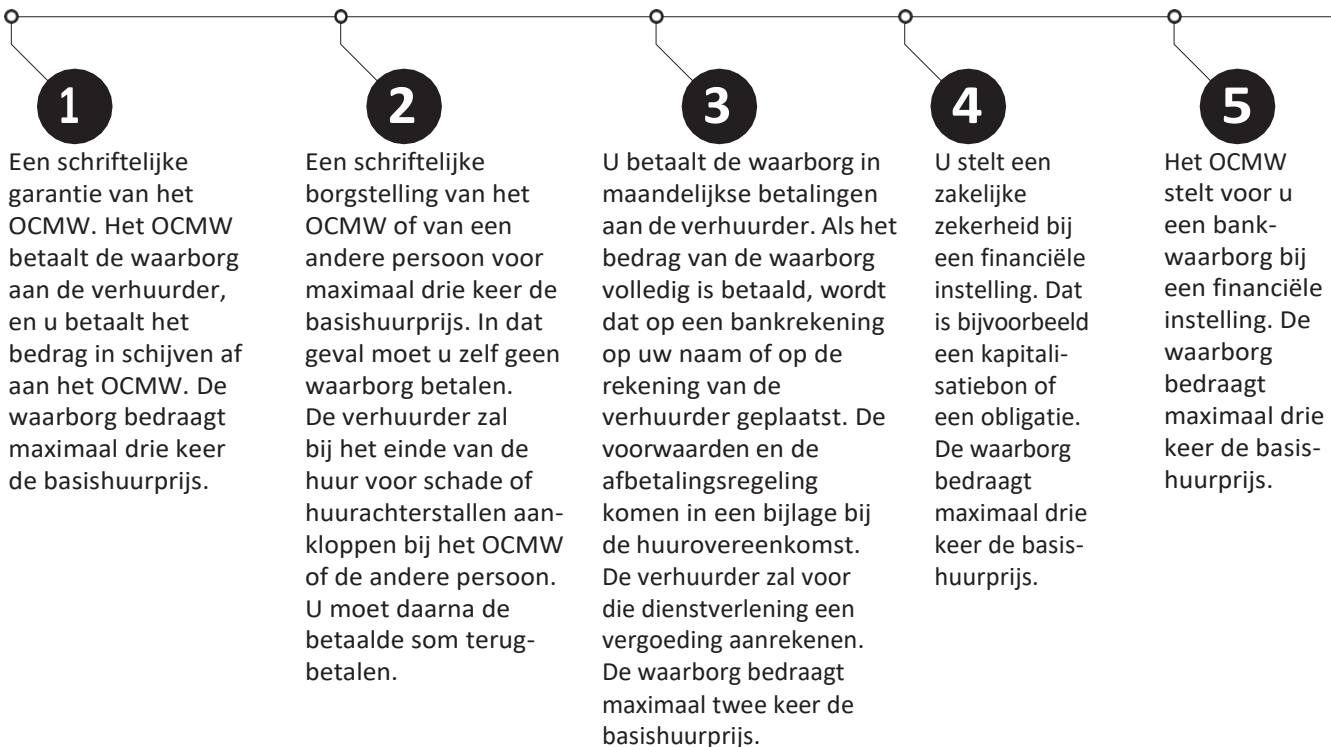 1
Een schriftelijke
garantie van het
OCMW. Het OCMW
betaalt de waarborg
aan de verhuurder,
en u betaalt het
bedrag in schijven af
aan het OCMW. De
waarborg bedraagt
maximaal drie keer
de basishuurprijs.
2
Een schriftelijke
borgstelling van het
OCMW of van een
andere persoon voor
maximaal drie keer de
basishuurprijs. In dat
geval moet u zelf geen
waarborg betalen.
De verhuurder zal
bij het einde van de
huur voor schade of
huurachterstallen aan-
kloppen bij het OCMW
of de andere persoon.
U moet daarna de
betaalde som terug-
betalen.
3
U betaalt de waarborg in
maandelijkse betalingen
aan de verhuurder. Als het
bedrag van de waarborg
volledig is betaald, wordt
dat op een bankrekening
op uw naam of op de
rekening van de
verhuurder geplaatst. De
voorwaarden en de
afbetalingsregeling
komen in een bijlage bij
de huurovereenkomst.
De verhuurder zal voor
die dienstverlening een
vergoeding aanrekenen.
De waarborg bedraagt
maximaal twee keer de
basishuurprijs.
4
U stelt een
zakelijke
zekerheid bij
een financiële
instelling. Dat
is bijvoorbeeld
een kapitali-
satiebon of
een obligatie.
De waarborg
bedraagt
maximaal drie
keer de basis-
huurprijs.
5
Het OCMW
stelt voor u
een bank-
waarborg bij
een financiële
instelling. De
waarborg
bedraagt
maximaal drie
keer de basis-
huurprijs.